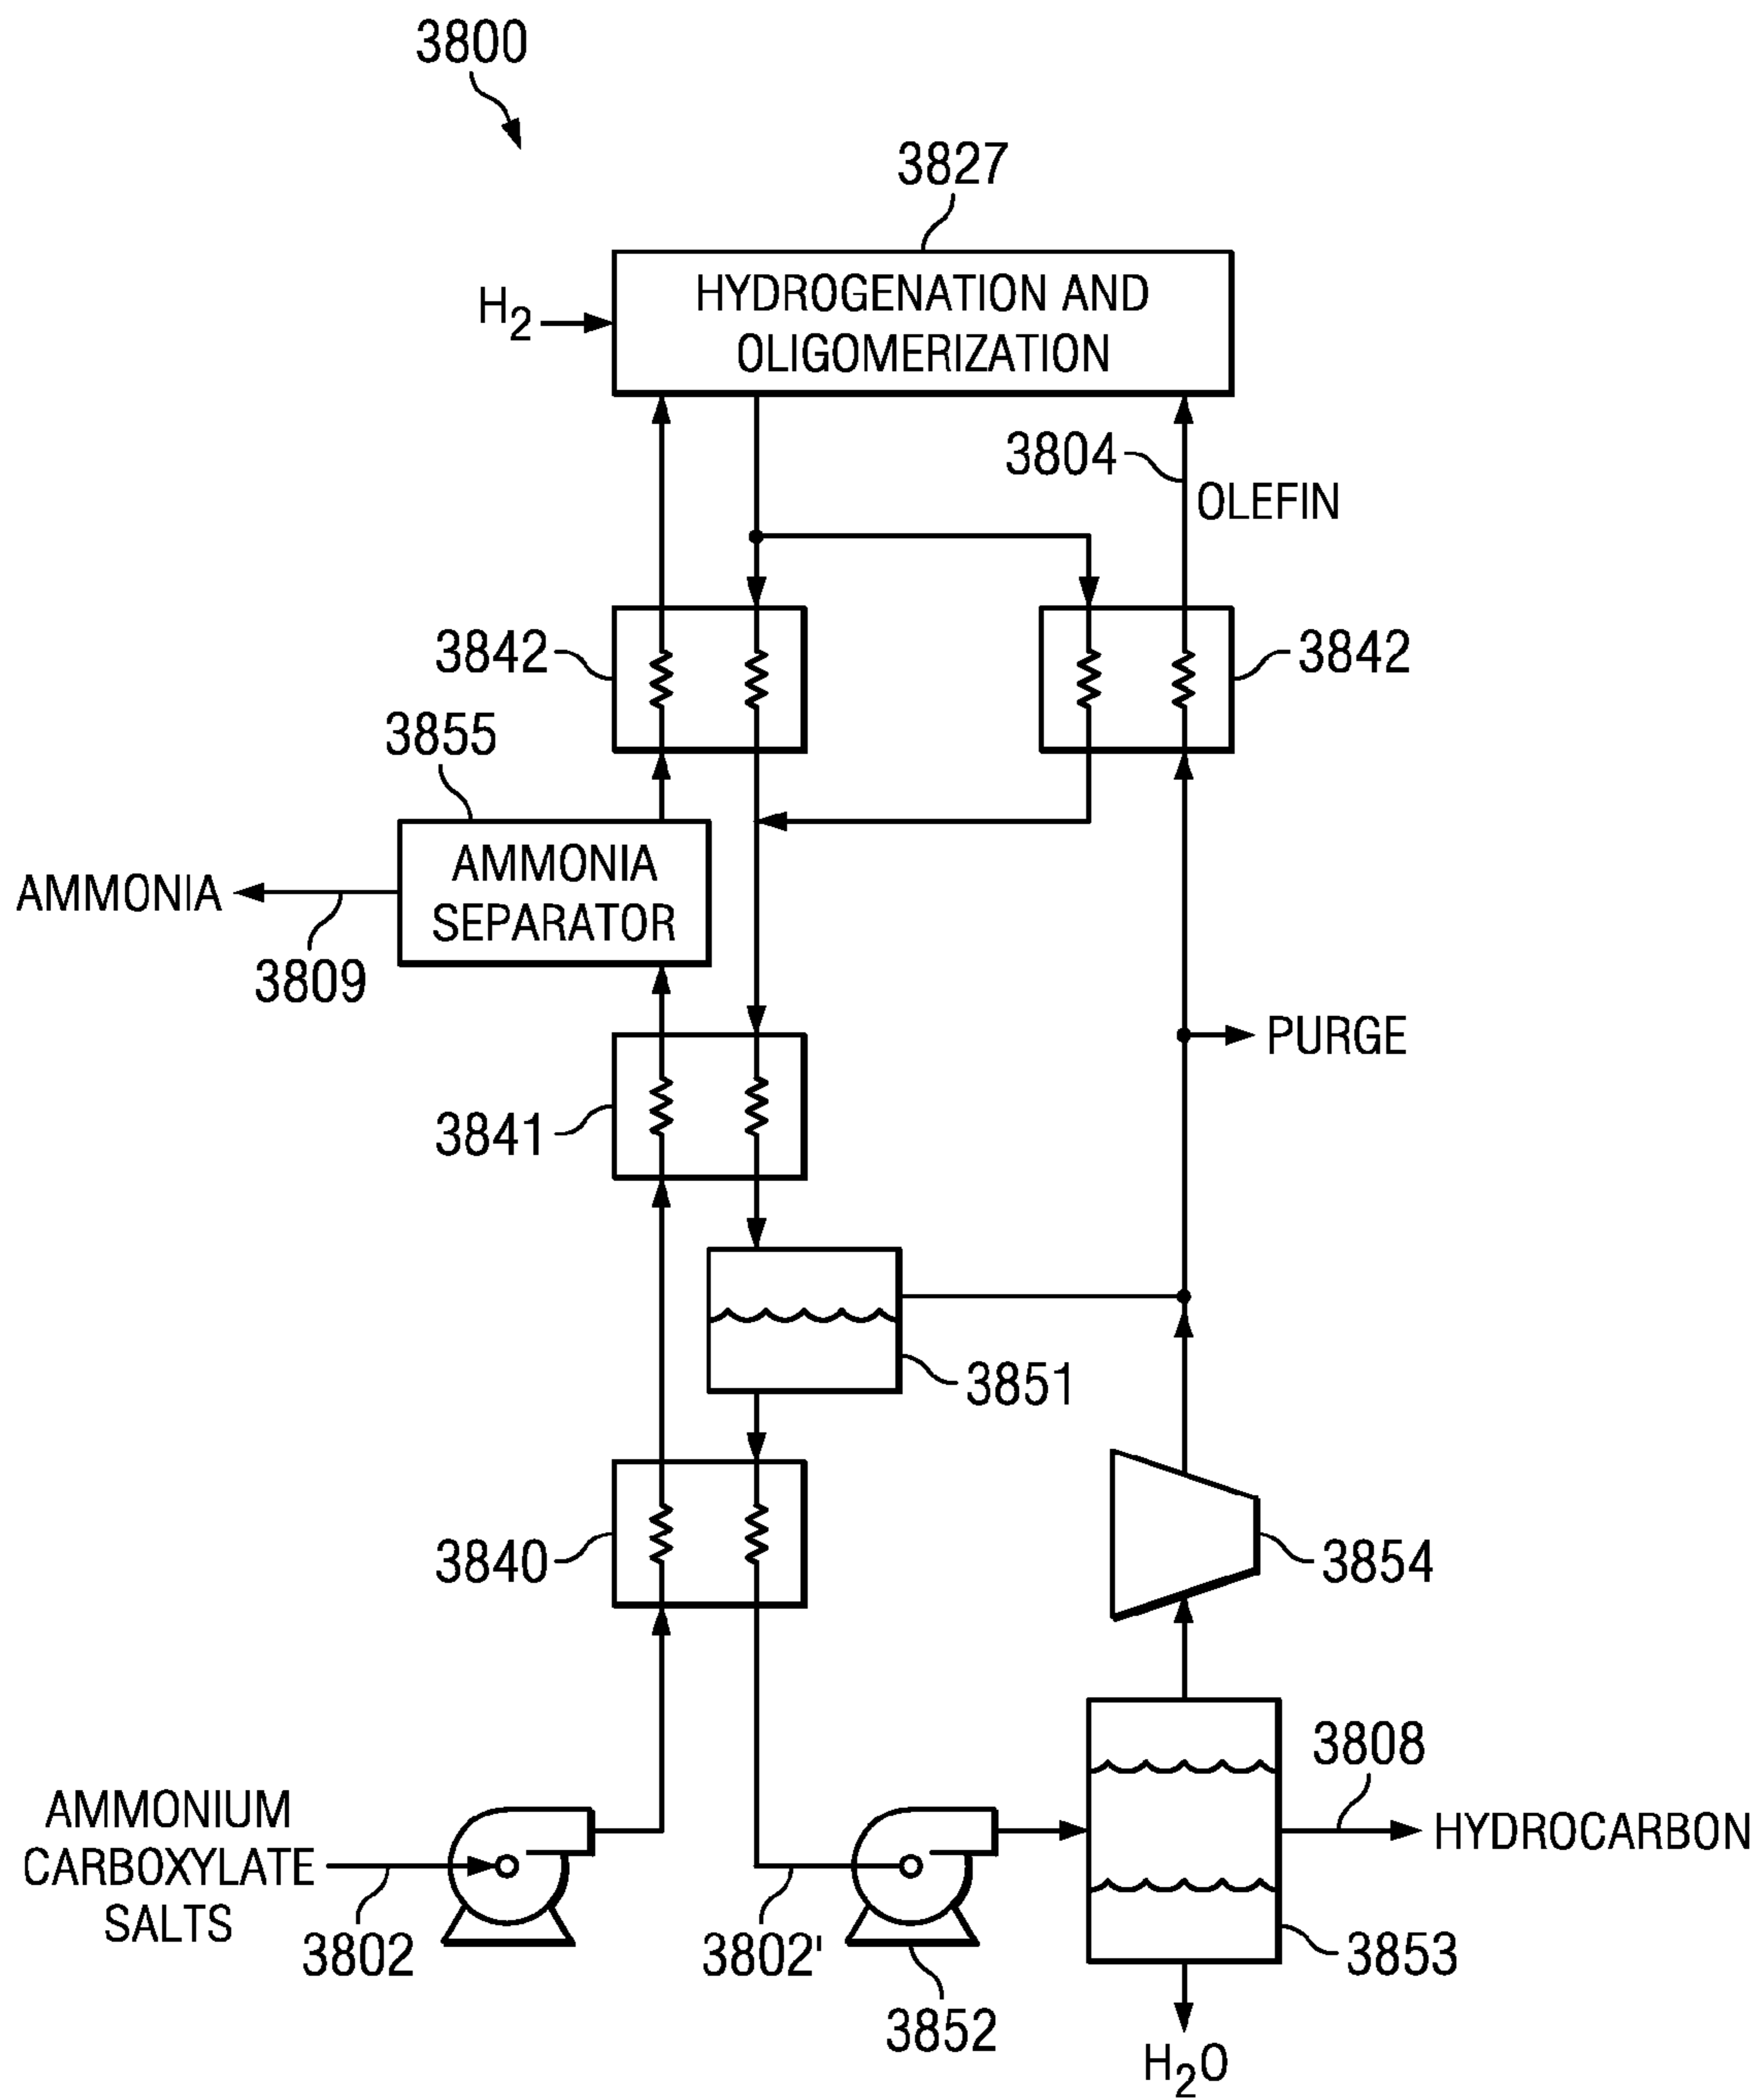 3800
3827
HYDROGENATION AND
OLIGOMERIZATION
H2
3804
OLEFIN
3842
3842
3855
AMMONIA
SEPARATOR
AMMONIA
3809
PURGE
3841
3851
3840
3854
3808
AMMONIUM
CARBOXYLATE
SALTS
HYDROCARBON
3802
3802'
3853
3852
H2O